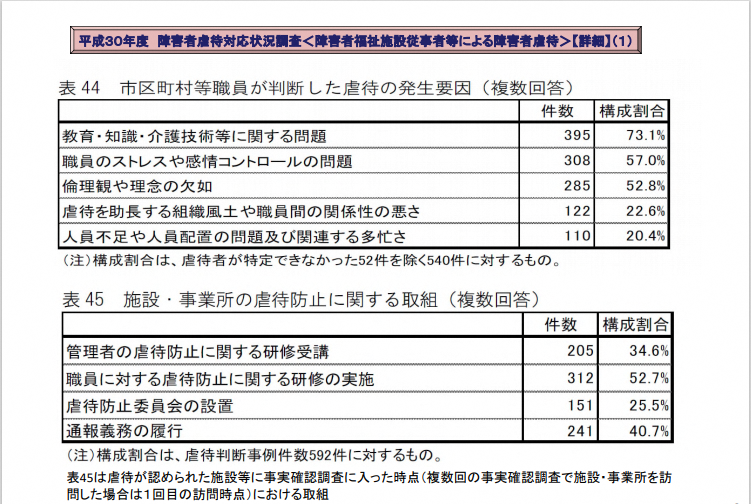 平成30年度 障害者虐待対応状況調査<障害者福祉施設従事者等による障害者虐待>【詳細】(1)
表44 市区町村等職員が判断した虐待の発生要因(複数回答)
件数 構成割合
教育・知識・介護技術等に関する問題 395 73.1%
職員のストレスや感情コントロールの問題 308 57.0%
倫理観や理念の欠如 285 52.8%
虐待を助長する組織風土や職員間の関係性の悪さ 122 22.6%
人員不足や人員配置の問題及び関連する多忙さ 110 20.4%
(注)構成割合は、虐待者が特定できなかった52件を除く540件に対するもの。
表45 施設・事業所の虐待防止に関する取組(複数回答)
件数 構成割合
管理者の虐待防止に関する研修受講 205 34.6%
職員に対する虐待防止に関する研修の実施 312 52.7%
虐待防止委員会の設置 151 25.5%
通報義務の履行 241 40.7%
(注)構成割合は、虐待判断事例件数592件に対するもの。
表45は虐待が認められた施設等に事実確認調査に入った時点(複数回の事実確認調査で施設・事業所を訪
問した場合は1回目の訪問時点)における取組